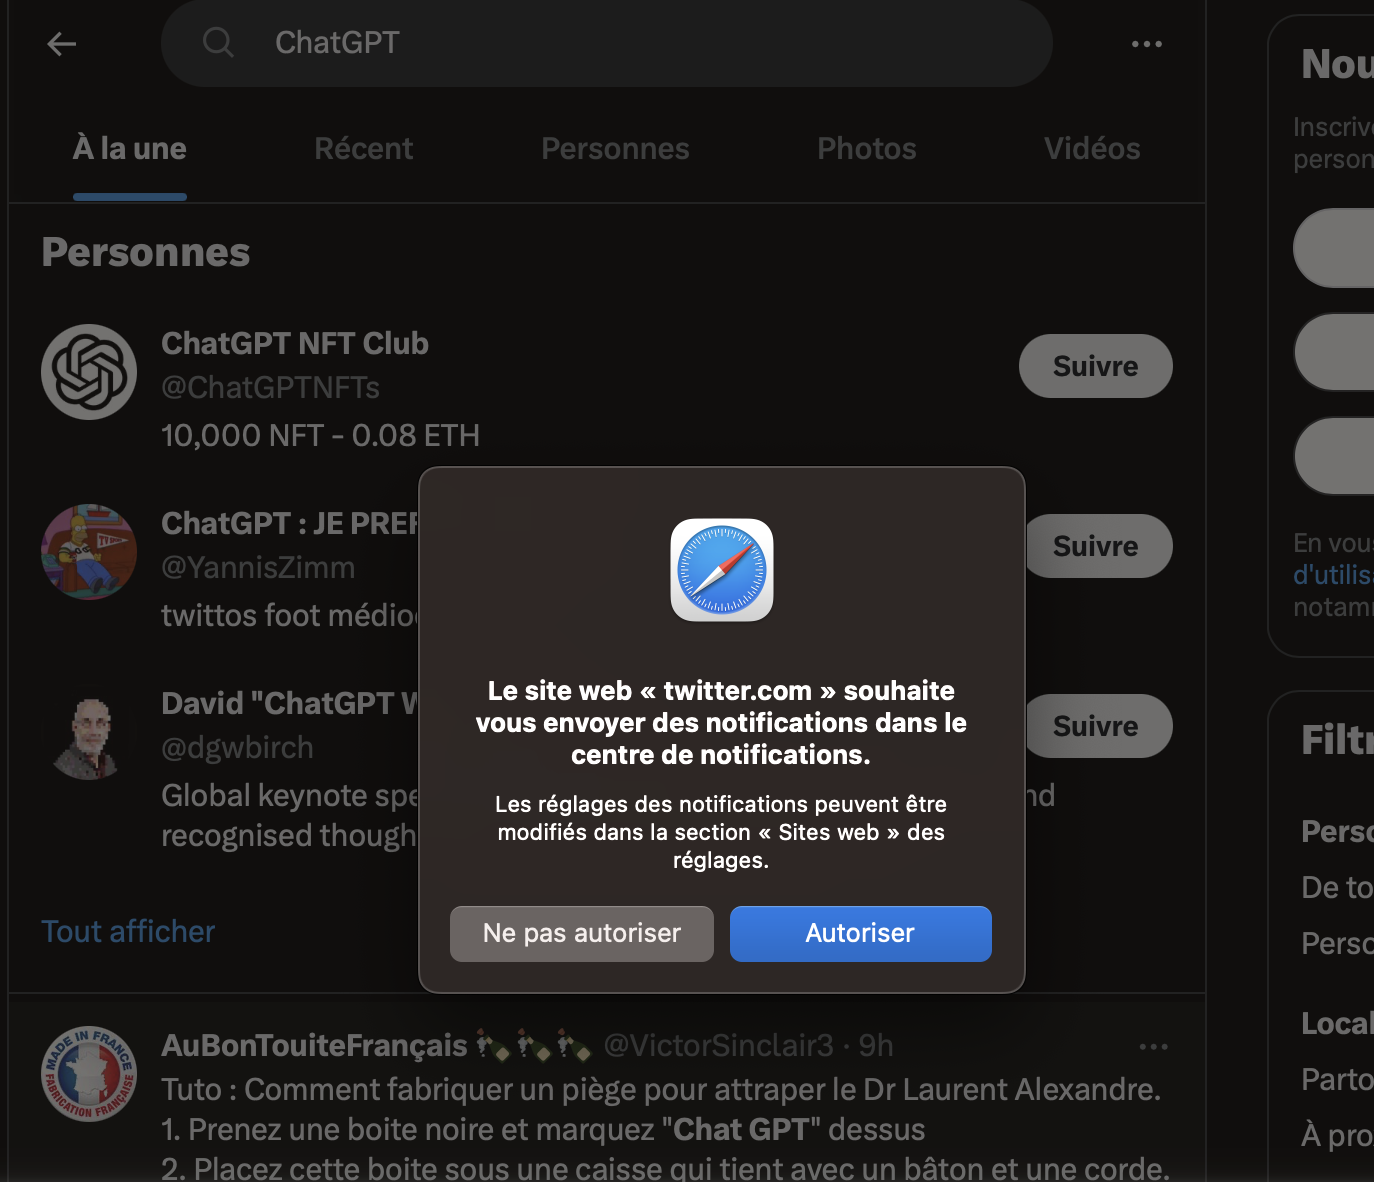 ChatGPT
À la une
Récent
Personnes
Photos
Vidéos
Personnes
ChatGPT NFT Club
@ChatGPTNFTs
10,000 NFT - 0.08 ETH
Suivre
ChatGPT : JE PREF
@YannisZimm
twittos foot médio
Suivre
David "ChatGPT W
@dgwbirch
Global keynote spe
nd
recognised though
Suivre
Tout afficher
Le site web « twitter.com » souhaite
vous envoyer des notifications dans le
centre de notifications.
Les réglages des notifications peuvent être
modifiés dans la section « Sites web » des
réglages.
Ne pas autoriser
Autoriser
AuBonTouiteFrançais 🍾🍾🍾 @VictorSinclair3 · 9h
Tuto : Comment fabriquer un piège pour attraper le Dr Laurent Alexandre.
1. Prenez une boite noire et marquez "Chat GPT" dessus
2. Placez cette boite sous une caisse qui tient avec un bâton et une corde.
MADE IN FRANCE
FABRICATION FRANÇAISE
Nou
Inscriv
person
En vous
d'utilis
notam
Filtr
Perso
De to
Perso
Local
Parto
À pro